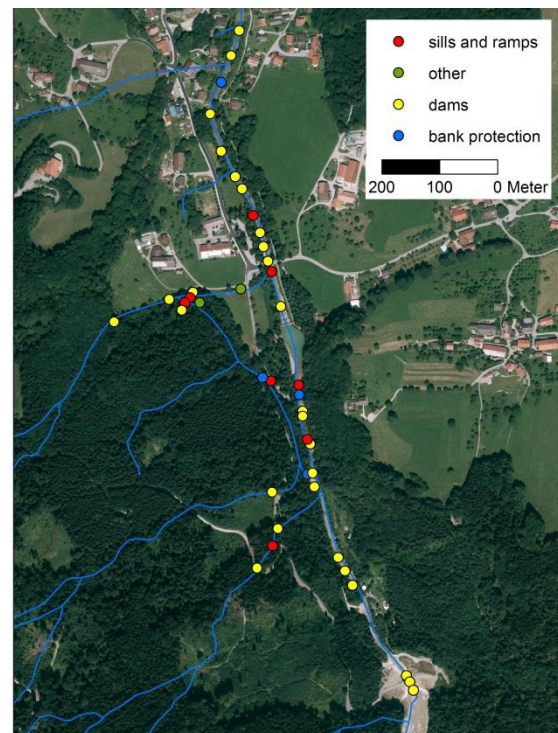 sills and ramps
other
dams
bank protection
200 100 0 Meter